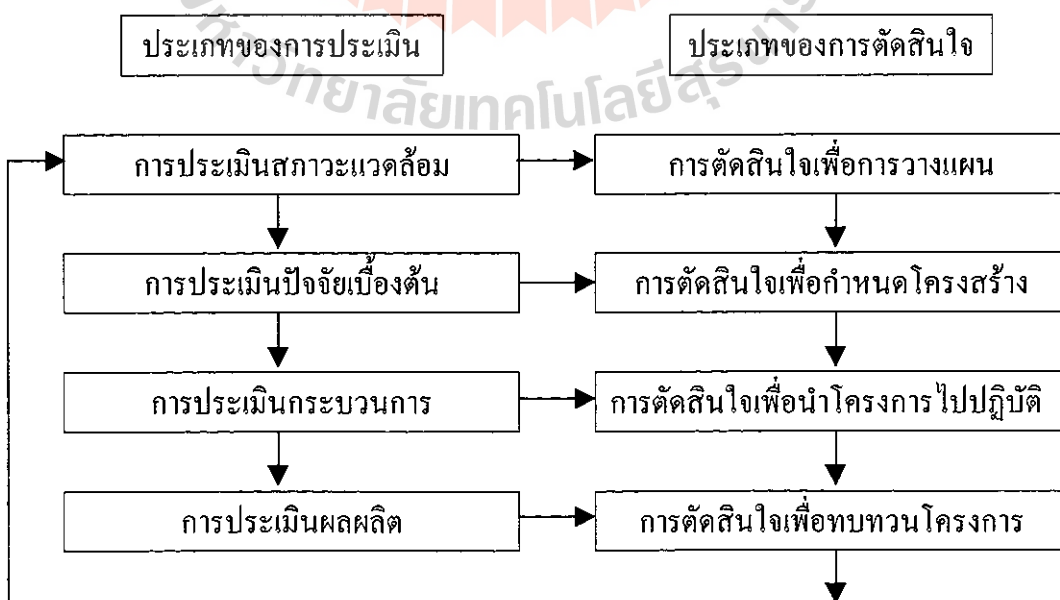 ประเภทของการประเมิน
ประเภทของการตัดสินใจ
การประเมินสภาวะแวดล้อม
การตัดสินใจเพื่อการวางแผน
การประเมินปัจจัยเบื้องต้น
การตัดสินใจเพื่อกำหนดโครงสร้าง
การประเมินกระบวนการ
การตัดสินใจเพื่อนำโครงการไปปฏิบัติ
การประเมินผลผลิต
การตัดสินใจเพื่อทบทวนโครงการ